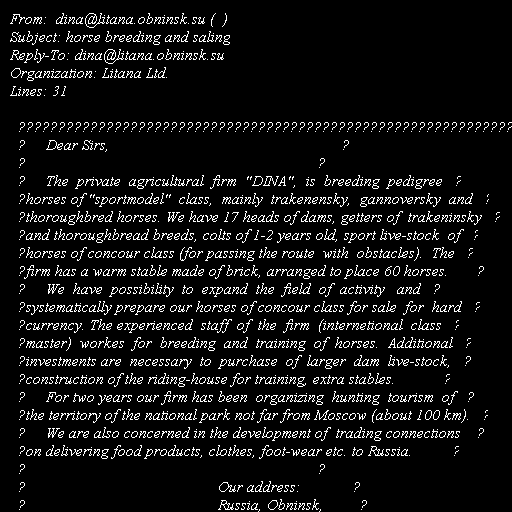 From:  dina@litana.obninsk.su (  )
Subject: horse breeding and saling
Reply-To: dina@litana.obninsk.su
Organization: Litana Ltd.
Lines: 31
?????????????????????????????????????????????????????????????
?     Dear Sirs,                                                        ?
?                                                                       ?
?     The  private  agricultural  firm  "DINA",  is  breeding  pedigree   ?
?horses of "sportmodel"  class,  mainly  trakenensky,  gannoversky  and   ?
?thoroughbred horses. We have 17 heads of dams, getters of  trakeninsky   ?
?and thoroughbread breeds, colts of 1-2 years old, sport live-stock  of   ?
?horses of concour class (for passing the route  with  obstacles).  The   ?
?firm has a warm stable made of brick, arranged to place 60 horses.       ?
?     We  have  possibility  to  expand  the  field  of  activity   and   ?
?systematically prepare our horses of concour class for sale  for  hard   ?
?currency. The experienced  staff  of  the  firm  (internetional  class   ?
?master)  workes  for  breeding  and  training  of  horses.  Additional   ?
?investments are  necessary  to  purchase  of  larger  dam  live-stock,   ?
?construction of the riding-house for training, extra stables.            ?
?     For two years our firm has been  organizing  hunting  tourism  of   ?
?the territory of the national park not far from Moscow (about 100 km).   ?
?     We are also concerned in the development of  trading connections    ?
?on delivering food products, clothes, foot-wear etc. to Russia.          ?
?                                                                       ?
?                                              Our address:             ?
?                                              Russia, Obninsk,         ?